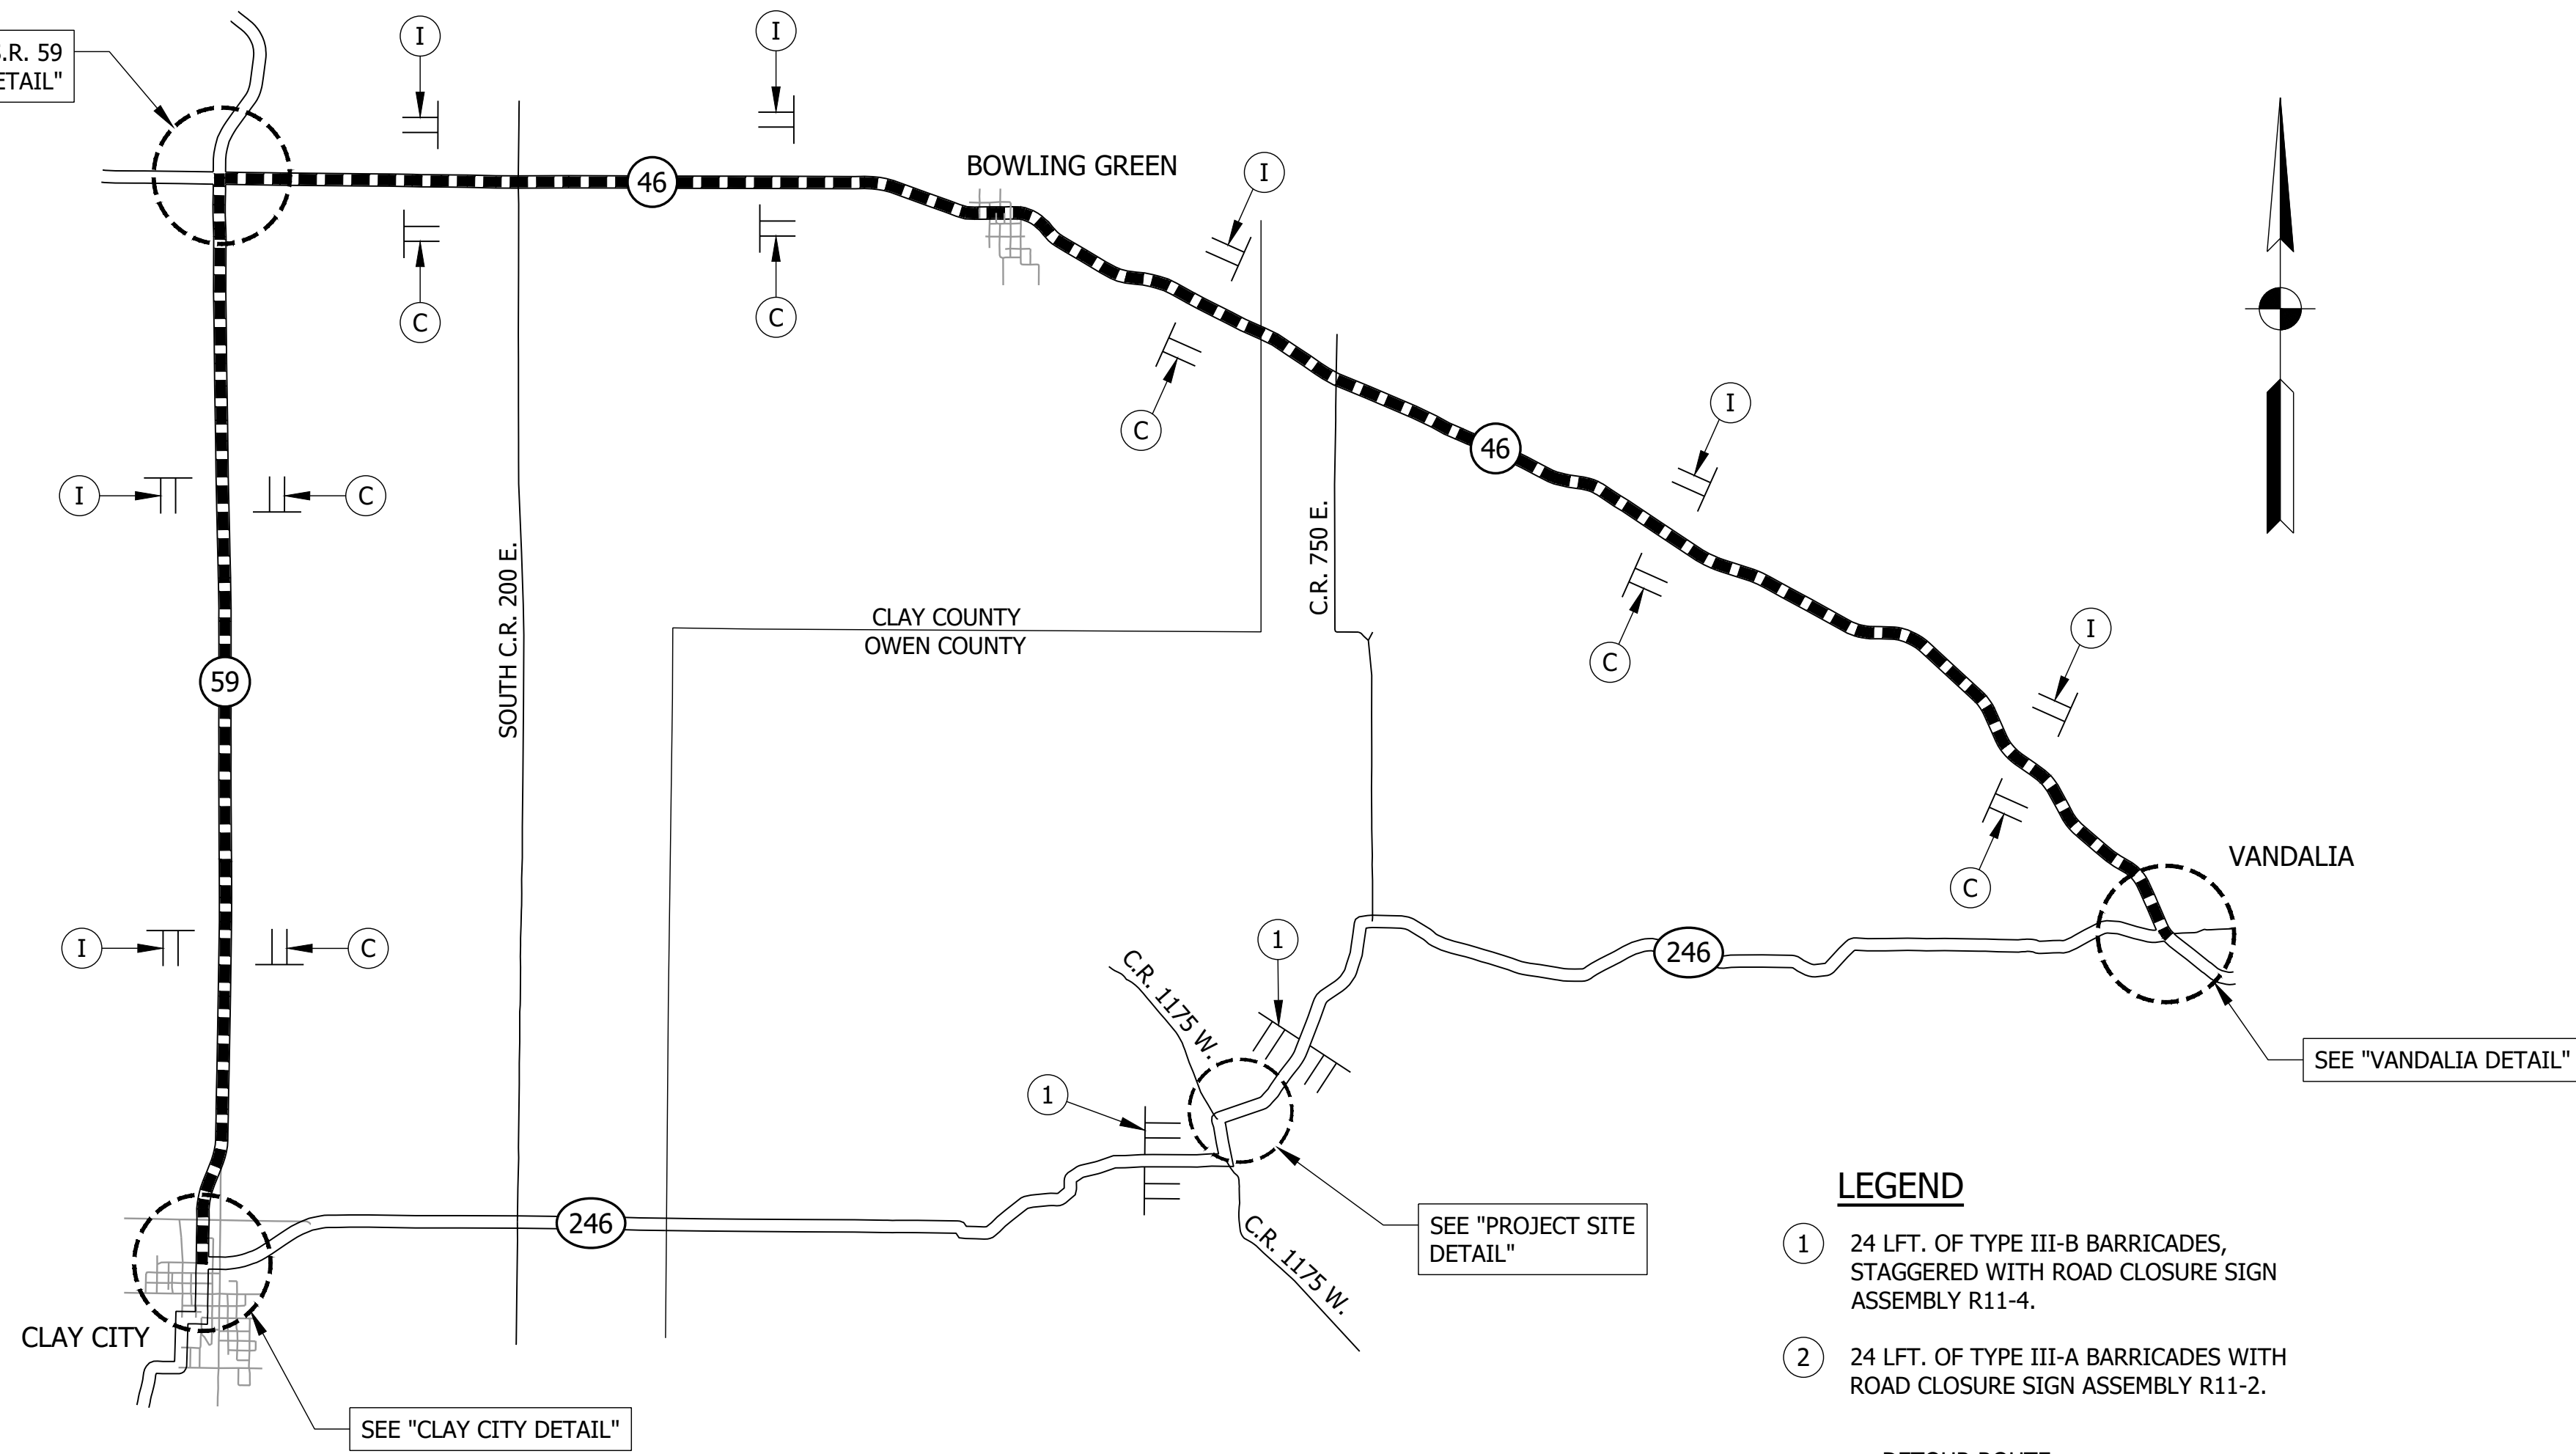 S.R. 59
I
I
BOWLING GREEN
I
46
C
C
C
46
I
I
C
SOUTH C.R. 200 E.
C.R. 750 E.
CLAY COUNTY
OWEN COUNTY
C
I
59
VANDALIA
C
I
C
C.R. 1175 W.
1
246
SEE "VANDALIA DETAIL"
1
246
SEE "PROJECT SITE
DETAIL"
C.R. 1175 W.
CLAY CITY
SEE "CLAY CITY DETAIL"
LEGEND
1 24 LFT. OF TYPE III-B BARRICADES,
STAGGERED WITH ROAD CLOSURE SIGN
ASSEMBLY R11-4.
2 24 LFT. OF TYPE III-A BARRICADES WITH
ROAD CLOSURE SIGN ASSEMBLY R11-2.